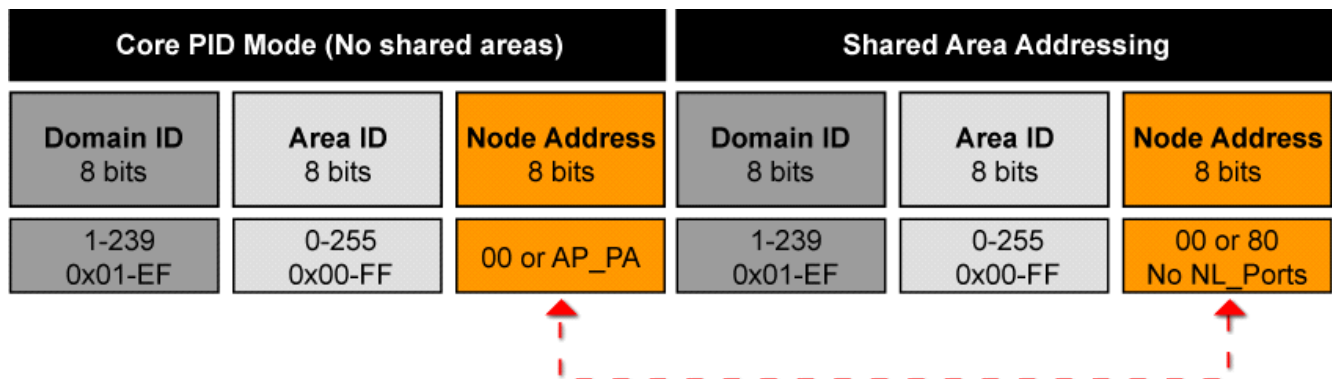 Core PID Mode (No shared areas)
Shared Area Addressing
Domain ID
8 bits
Area ID
8 bits
Node Address
8 bits
Domain ID
8 bits
Area ID
8 bits
Node Address
8 bits
1-239
0x01-EF
0-255
0x00-FF
00 or AP_PA
1-239
0x01-EF
0-255
0x00-FF
00 or 80
No NL_Ports